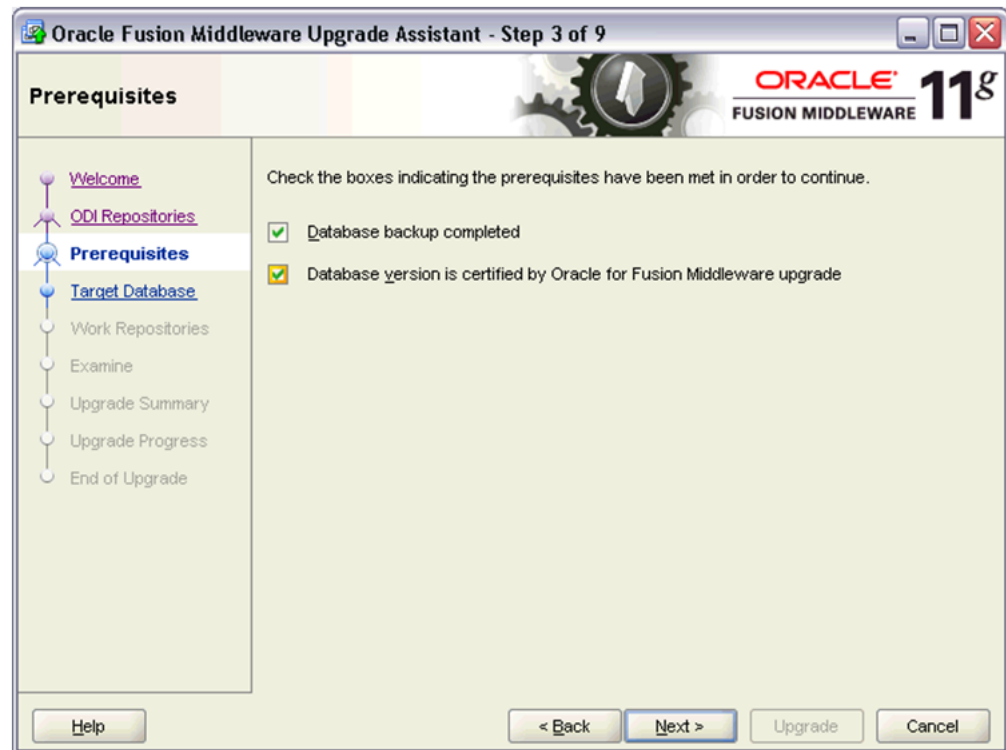 Oracle Fusion Middleware Upgrade Assistant - Step 3 of 9
Prerequisites
ORACLE
FUSION MIDDLEWARE 11g
Welcome
ODI Repositories
Prerequisites
Target Database
Work Repositories
Examine
Upgrade Summary
Upgrade Progress
End of Upgrade
Check the boxes indicating the prerequisites have been met in order to continue.
Database backup completed
Database version is certified by Oracle for Fusion Middleware upgrade
Help
< Back
Next >
Upgrade
Cancel